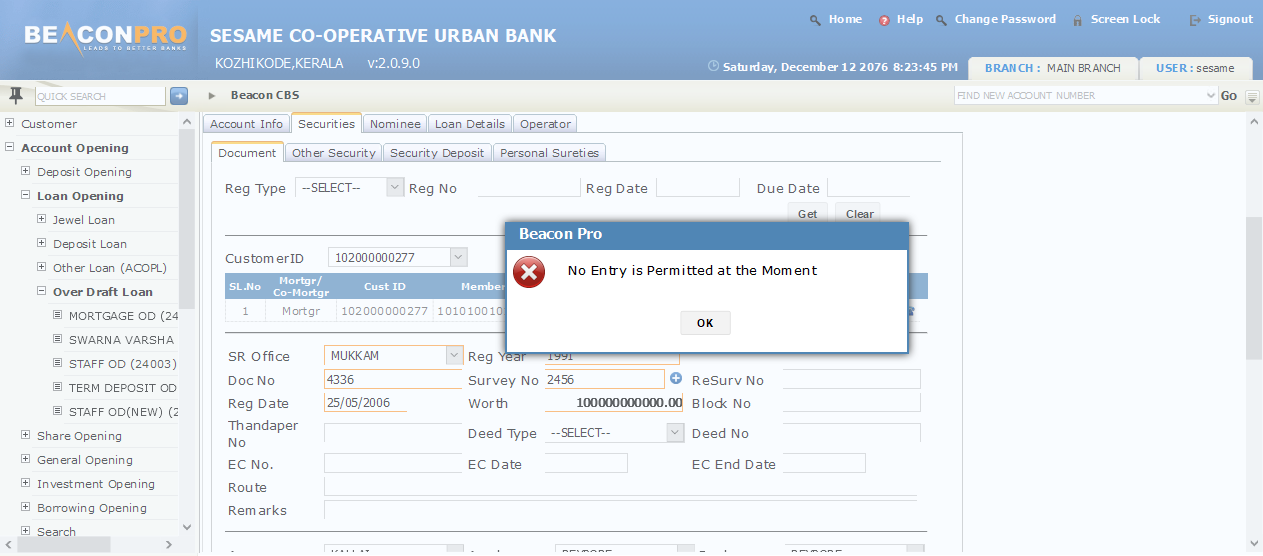 Home Help Change Password Screen Lock Signout
BEACONPRO
LEADS TO BETTER BANKS
SESAME CO-OPERATIVE URBAN BANK
KOZHIKODE,KERALA v:2.0.9.0
Saturday, December 12 2076 8:23:45 PM
BRANCH : MAIN BRANCH
USER : sesame
QUICK SEARCH
Beacon CBS
FIND NEW ACCOUNT NUMBER
Go
Customer
Account Opening
Deposit Opening
Loan Opening
Jewel Loan
Deposit Loan
Other Loan (ACOPL)
Over Draft Loan
MORTGAGE OD (24
SWARNA VARSHA
STAFF OD (24003)
TERM DEPOSIT OD
STAFF OD(NEW) (2
Share Opening
General Opening
Investment Opening
Borrowing Opening
Search
Account Info Securities Nominee Loan Details Operator
Document Other Security Security Deposit Personal Sureties
Reg Type --SELECT-- Reg No Reg Date Due Date
Get Clear
CustomerID 102000000277
SL.No Mortgr/ Co-Mortgr Cust ID Member
1 Mortgr 102000000277 101010010
Beacon Pro
No Entry is Permitted at the Moment
OK
SR Office MUKKAM Reg Year 1991
Doc No 4336 Survey No 2456 ReSurv No
Reg Date 25/05/2006 Worth 100000000000.00 Block No
Thandaper No Deed Type --SELECT-- Deed No
EC No. EC Date EC End Date
Route
Remarks